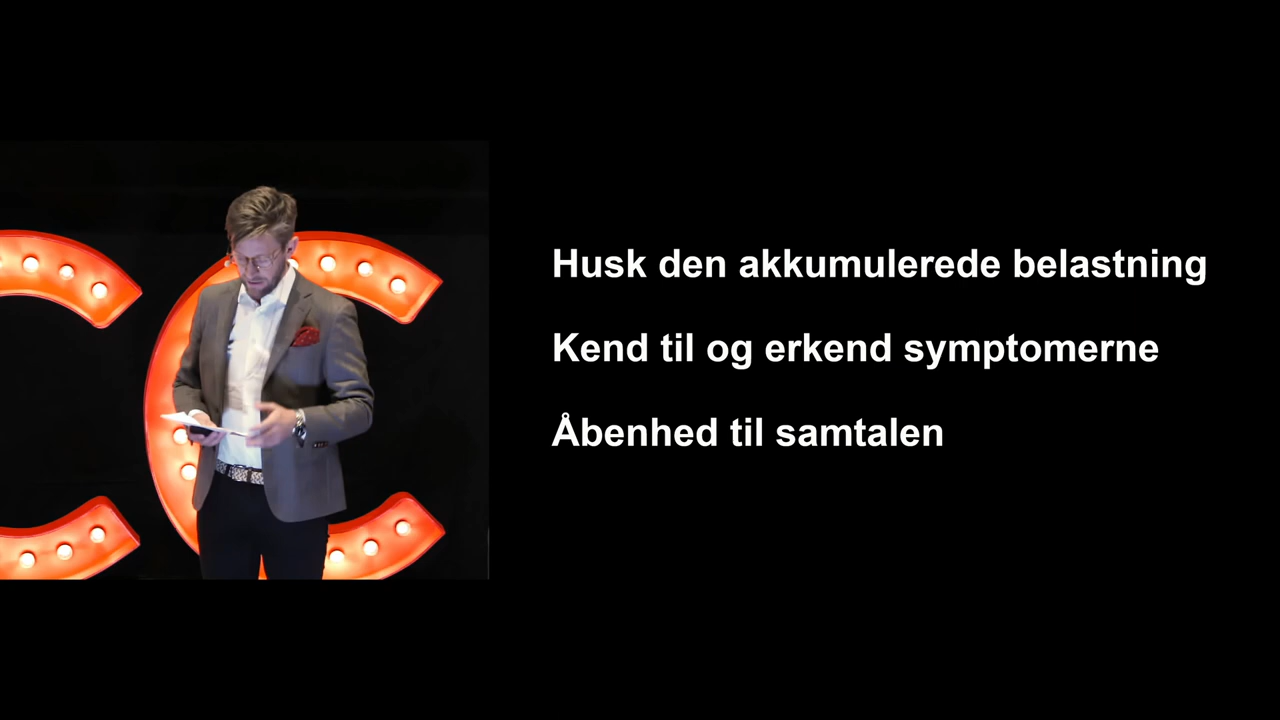 Husk den akkumulerede belastning
Kend til og erkend symptomerne
Åbenhed til samtalen